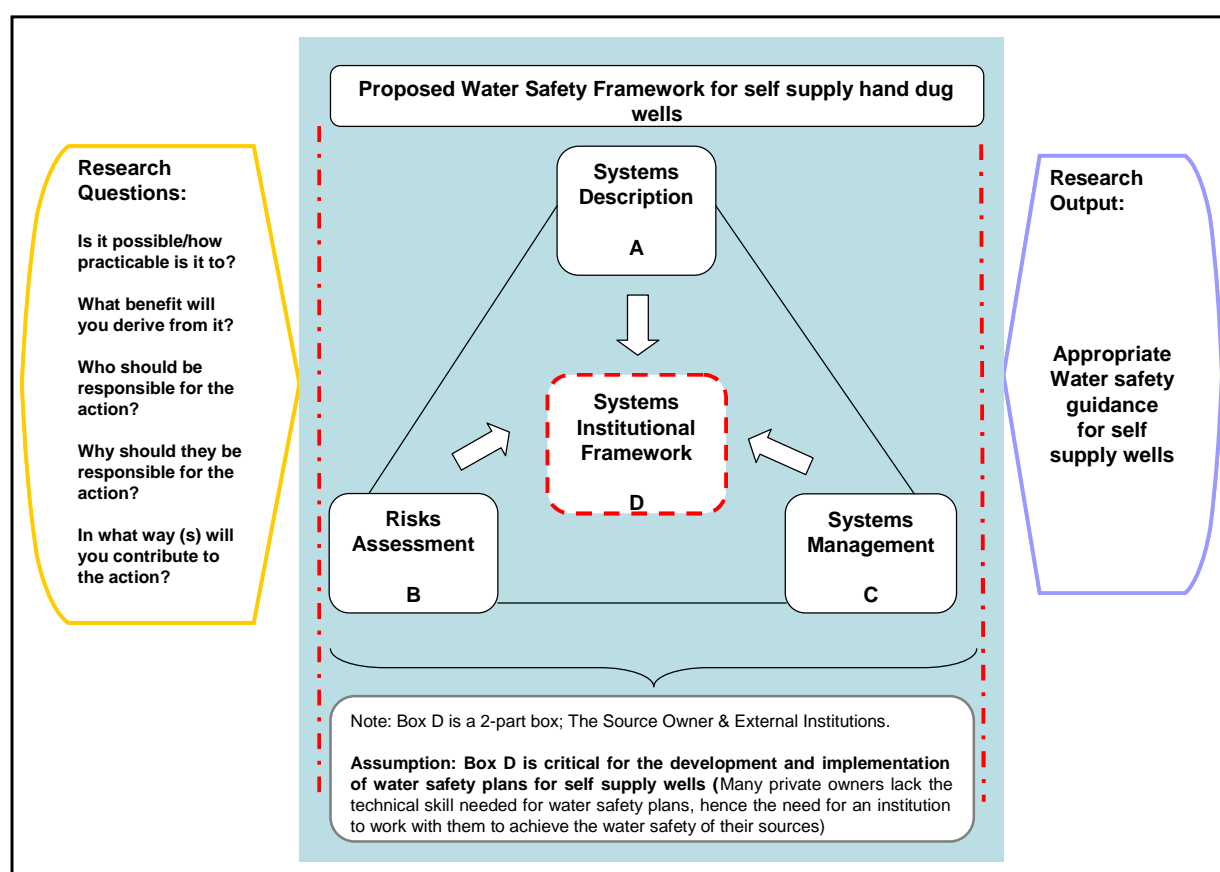 Proposed Water Safety Framework for self supply hand dug
wells
Research
Questions:
Is it possible/how
practicable is it to?
What benefit will
you derive from it?
Who should be
responsible for the
action?
Why should they be
responsible for the
action?
In what way (s) will
you contribute to
the action?
Systems
Description
A
Systems
Institutional
Framework
D
Risks
Assessment
B
Systems
Management
C
Note: Box D is a 2-part box; The Source Owner & External Institutions.
Assumption: Box D is critical for the development and implementation
of water safety plans for self supply wells (Many private owners lack the
technical skill needed for water safety plans, hence the need for an institution
to work with them to achieve the water safety of their sources)
Research
Output:
Appropriate
Water safety
guidance
for self
supply wells